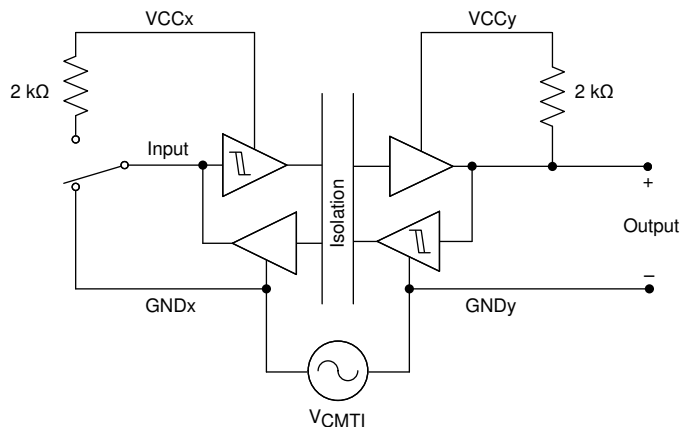 VCCx
VCCy
2 kΩ
2 kΩ
Input
Isolation
+
Output
–
GNDx
GNDy
VCMTI